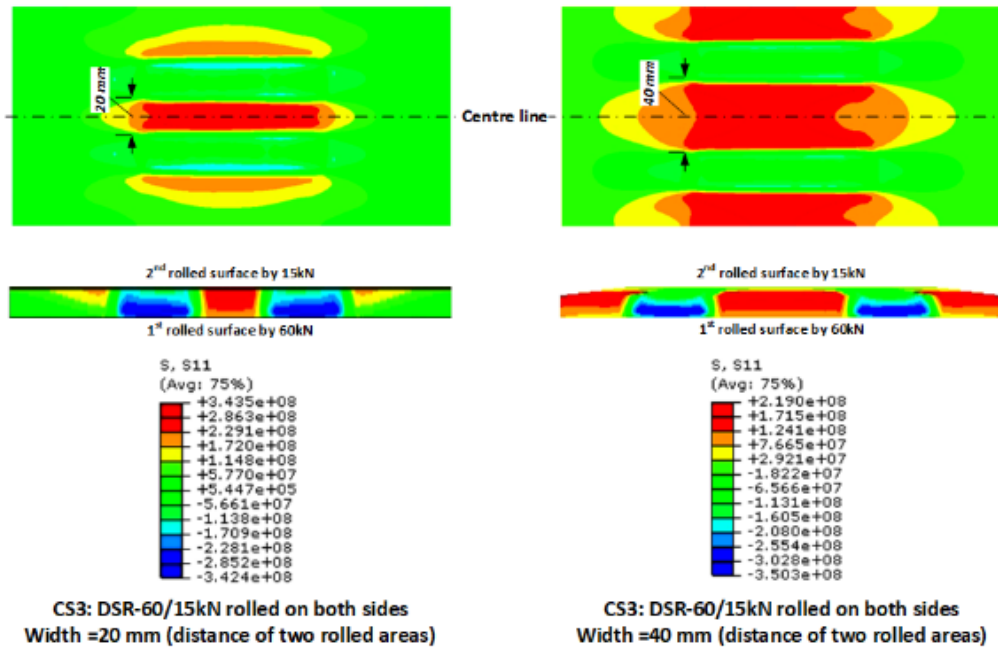 20 mm
40 mm
Centre line
2nd rolled surface by 15kN
1st rolled surface by 60kN
S, S11
(Avg: 75%)
+3.435e+08
+2.863e+08
+2.291e+08
+1.720e+08
+1.148e+08
+5.770e+07
+5.447e+05
-5.661e+07
-1.138e+08
-1.709e+08
-2.281e+08
-2.852e+08
-3.424e+08
CS3: DSR-60/15kN rolled on both sides
Width =20 mm (distance of two rolled areas)
2nd rolled surface by 15kN
1st rolled surface by 60kN
S, S11
(Avg: 75%)
+2.190e+08
+1.715e+08
+1.241e+08
+7.665e+07
+2.921e+07
-1.822e+07
-6.566e+07
-1.131e+08
-1.605e+08
-2.080e+08
-2.554e+08
-3.028e+08
-3.503e+08
CS3: DSR-60/15kN rolled on both sides
Width =40 mm (distance of two rolled areas)